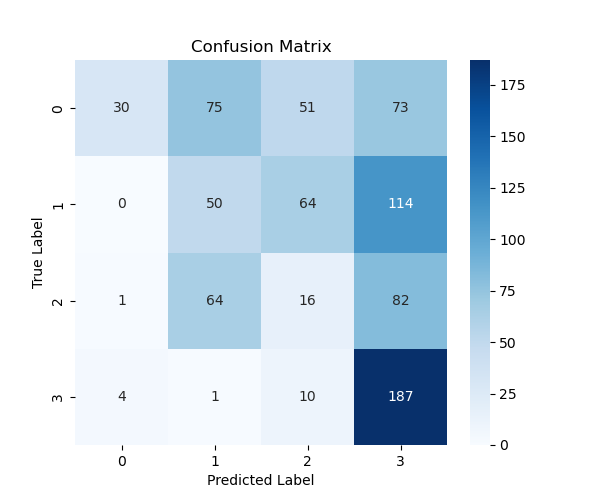 Confusion Matrix
True Label
0 30 75 51 73
1 0 50 64 114
2 1 64 16 82
3 4 1 10 187
0 1 2 3
Predicted Label
175
150
125
100
75
50
25
0